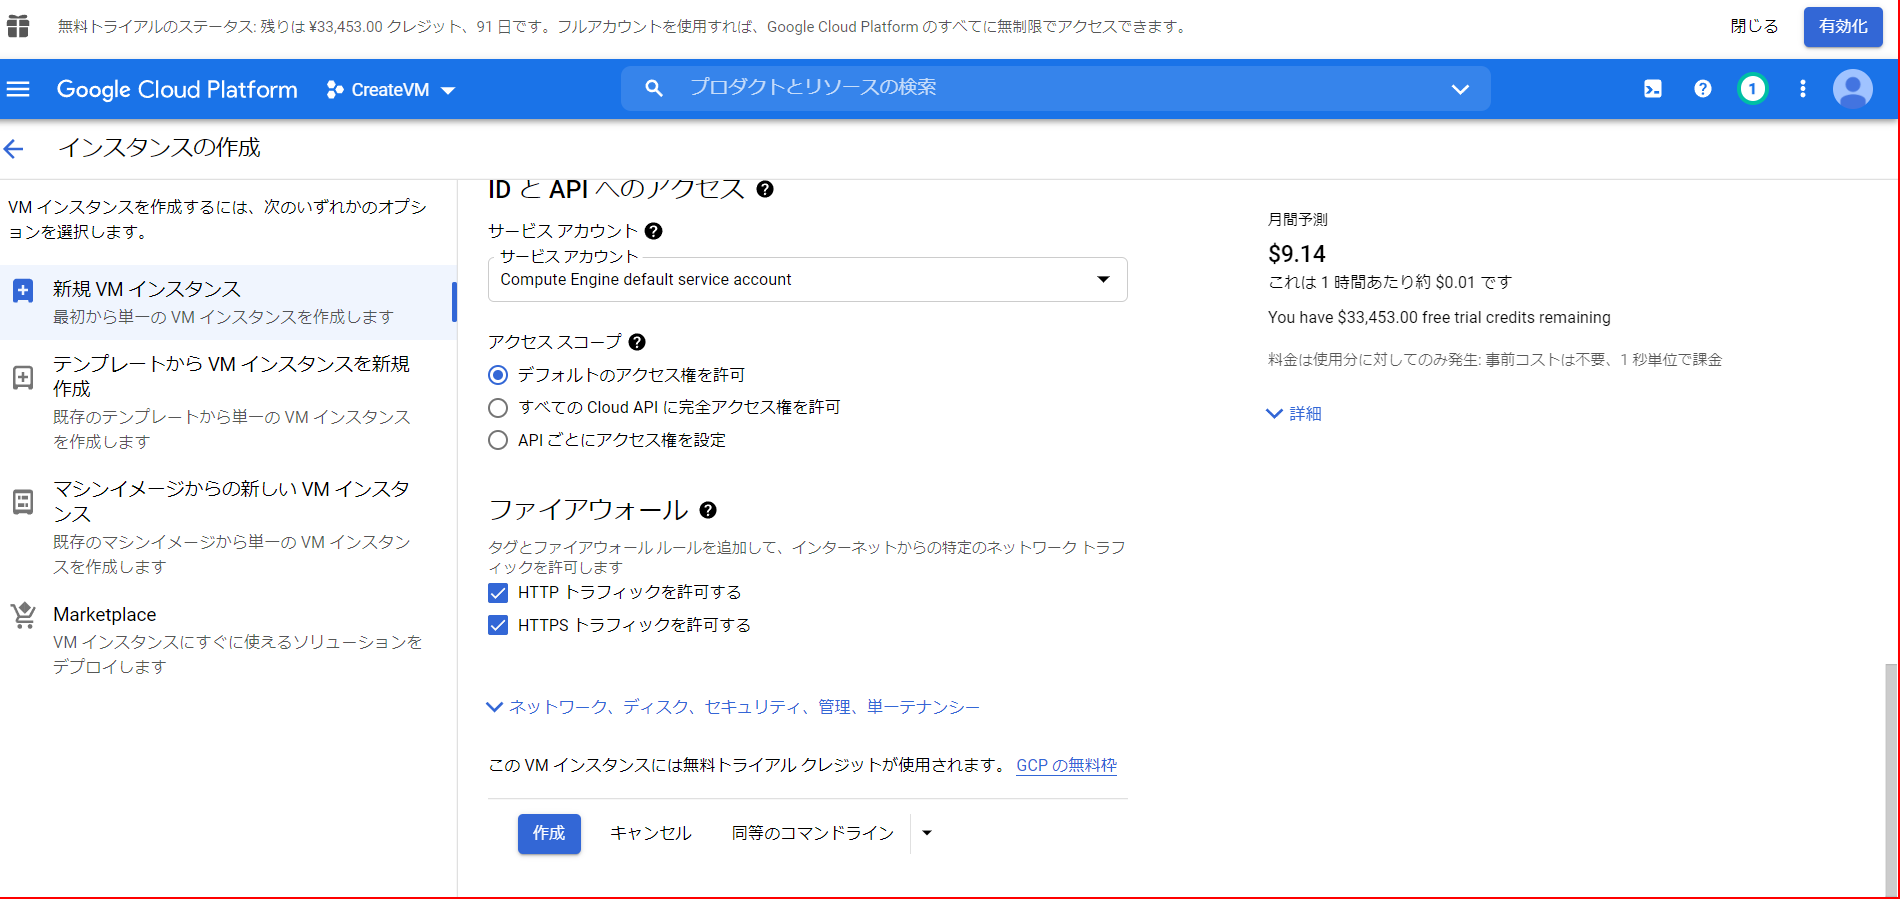 無料トライアルのステータス: 残りは ¥33,453.00 クレジット、91 日です。フルアカウントを使用すれば、Google Cloud Platform のすべてに無制限でアクセスできます。
閉じる
有効化
Google Cloud Platform
CreateVM
プロダクトとリソースの検索
1
インスタンスの作成
VM インスタンスを作成するには、次のいずれかのオプシ
ョンを選択します。
新規 VM インスタンス
最初から単一の VM インスタンスを作成します
テンプレートから VM インスタンスを新規
作成
既存のテンプレートから単一の VM インスタンス
を作成します
マシンイメージからの新しい VM インスタ
ンス
既存のマシンイメージから単一の VM インスタン
スを作成します
Marketplace
VM インスタンスにすぐに使えるソリューションを
デプロイします
ID と API へのアクセス
サービス アカウント
サービス アカウント
Compute Engine default service account
アクセス スコープ
デフォルトのアクセス権を許可
すべての Cloud API に完全アクセス権を許可
API ごとにアクセス権を設定
ファイアウォール
タグとファイアウォール ルールを追加して、インターネットからの特定のネットワーク トラフ
ィックを許可します
HTTP トラフィックを許可する
HTTPS トラフィックを許可する
ネットワーク、ディスク、セキュリティ、管理、単一テナンシー
この VM インスタンスには無料トライアル クレジットが使用されます。 GCP の無料枠
作成
キャンセル
同等のコマンドライン
月間予測
$9.14
これは 1 時間あたり約 $0.01 です
You have $33,453.00 free trial credits remaining
料金は使用分に対してのみ発生: 事前コストは不要、1 秒単位で課金
詳細